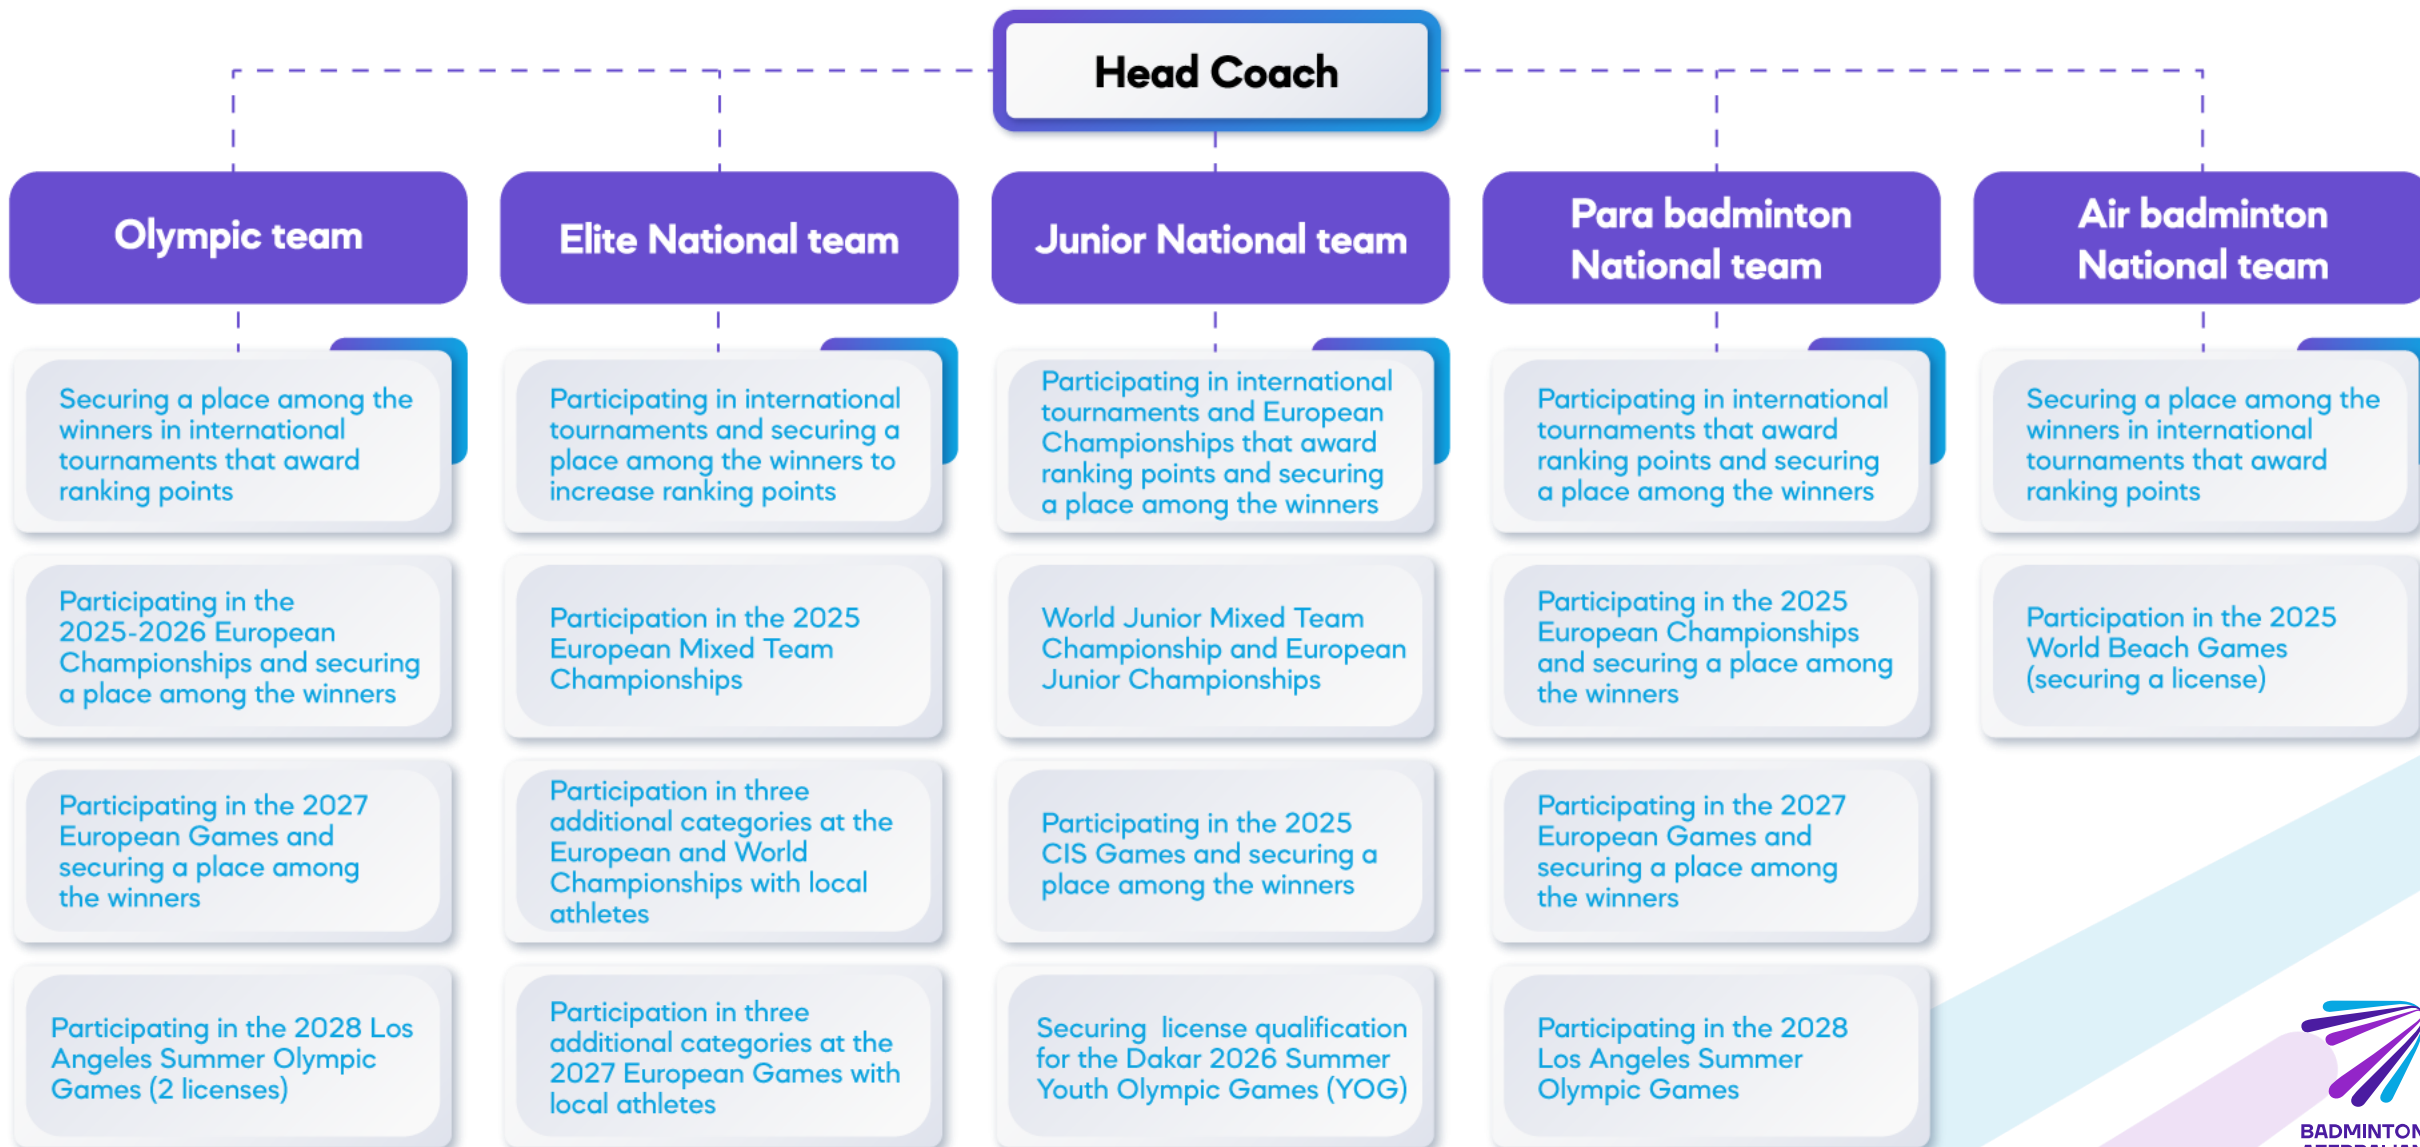 Head Coach
Olympic team
Securing a place among the
winners in international
tournaments that award
ranking points
Participating in the
2025-2026 European
Championships and securing
a place among the winners
Participating in the 2027
European Games and
securing a place among
the winners
Participating in the 2028 Los
Angeles Summer Olympic
Games (2 licenses)
Elite National team
Participating in international
tournaments and securing a
place among the winners to
increase ranking points
Participation in the 2025
European Mixed Team
Championships
Participation in three
additional categories at the
European and World
Championships with local
athletes
Participation in three
additional categories at the
2027 European Games with
local athletes
Junior National team
Participating in international
tournaments and European
Championships that award
ranking points and securing
a place among the winners
World Junior Mixed Team
Championship and European
Junior Championships
Participating in the 2025
CIS Games and securing a
place among the winners
Securing license qualification
for the Dakar 2026 Summer
Youth Olympic Games (YOG)
Para badminton
National team
Participating in international
tournaments that award
ranking points and securing
a place among the winners
Participating in the 2025
European Championships
and securing a place among
the winners
Participating in the 2027
European Games and
securing a place among
the winners
Participating in the 2028
Los Angeles Summer
Olympic Games
Air badminton
National team
Securing a place among the
winners in international
tournaments that award
ranking points
Participation in the 2025
World Beach Games
(securing a license)
BADMINTON